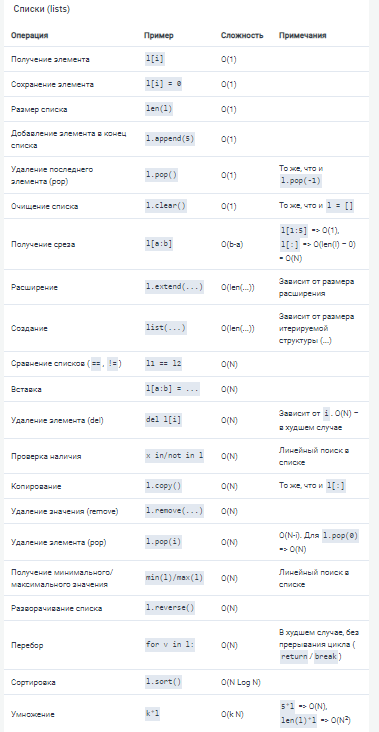 Списки (lists)
Операция Пример Сложность Примечания
Получение элемента l[i] O(1)
Сохранение элемента l[i] = 0 O(1)
Размер списка len(l) O(1)
Добавление элемента в конец
списка l.append(5) O(1)
Удаление последнего
элемента (pop) l.pop() O(1) То же, что и
l.pop(-1)
Очищение списка l.clear() O(1) То же, что и l = []
Получение среза l[a:b] O(b-a) l[1:5] => O(1),
l[:] => O(len(l) - 0)
= O(N)
Расширение l.extend(...) O(len(...)) Зависит от размера
расширения
Создание list(...) O(len(...)) Зависит от размера
итерируемой
структуры (...)
Сравнение списков ( ==, != ) l1 == l2 O(N)
Вставка l[a:b] = ... O(N)
Удаление элемента (del) del l[i] O(N) Зависит от i. O(N) -
в худшем случае
Проверка наличия x in/not in l O(N) Линейный поиск в
списке
Копирование l.copy() O(N) То же, что и l[:]
Удаление значения (remove) l.remove(...) O(N)
Удаление элемента (pop) l.pop(i) O(N) O(N-i). Для l.pop(0)
=> O(N)
Получение минимального/
максимального значения min(l)/max(l) O(N) Линейный поиск в
списке
Разворачивание списка l.reverse() O(N)
Перебор for v in l: O(N) В худшем случае, без
прерывания цикла (
return / break )
Сортировка l.sort() O(N Log N)
Умножение k*l O(k N) 5*l => O(N),
len(l)*l => O(N²)